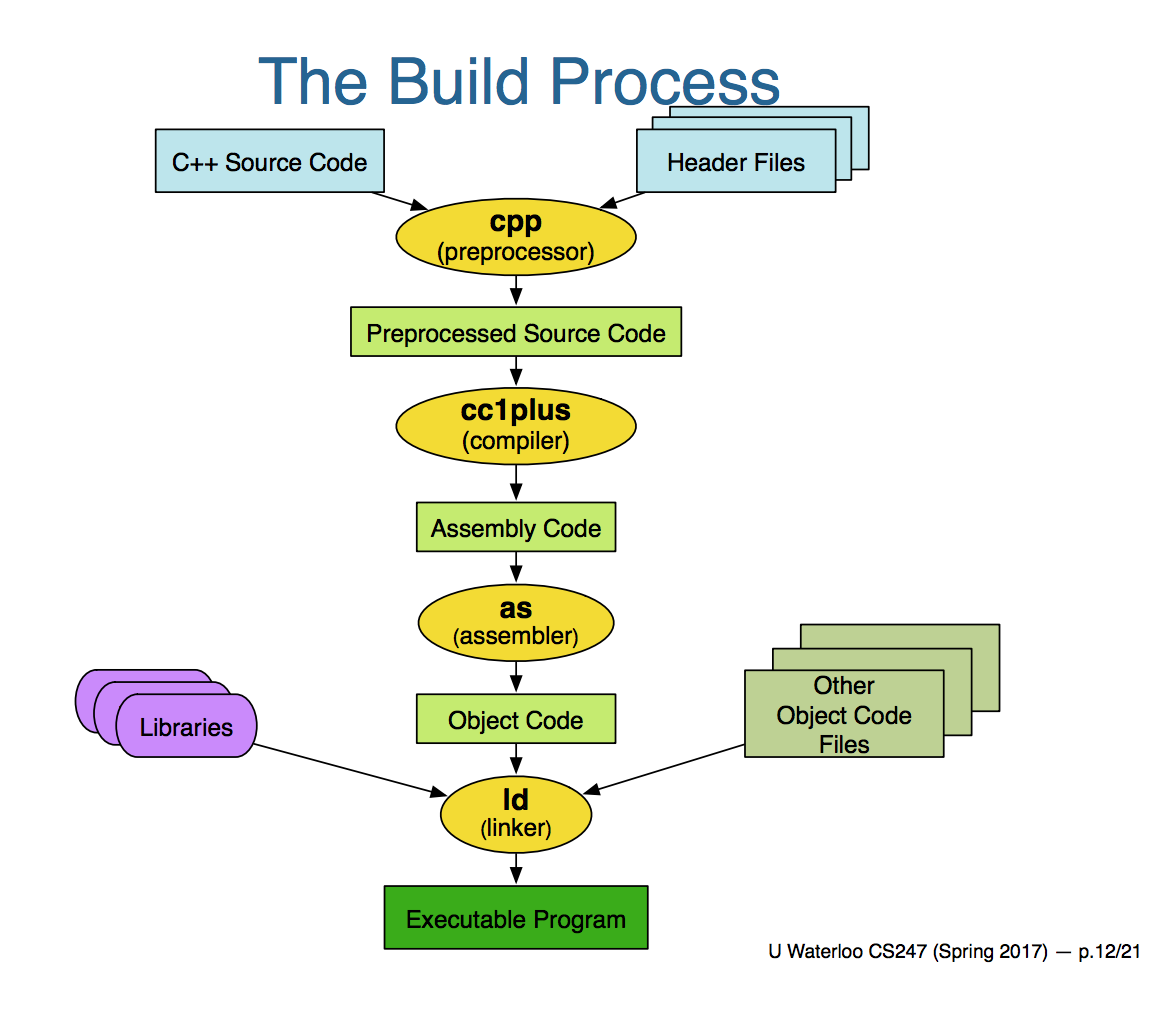 The Build Process
C++ Source Code
Header Files
cpp
(preprocessor)
Preprocessed Source Code
cc1plus
(compiler)
Assembly Code
as
(assembler)
Libraries
Object Code
Other
Object Code
Files
ld
(linker)
Executable Program
U Waterloo CS247 (Spring 2017) — p.12/21